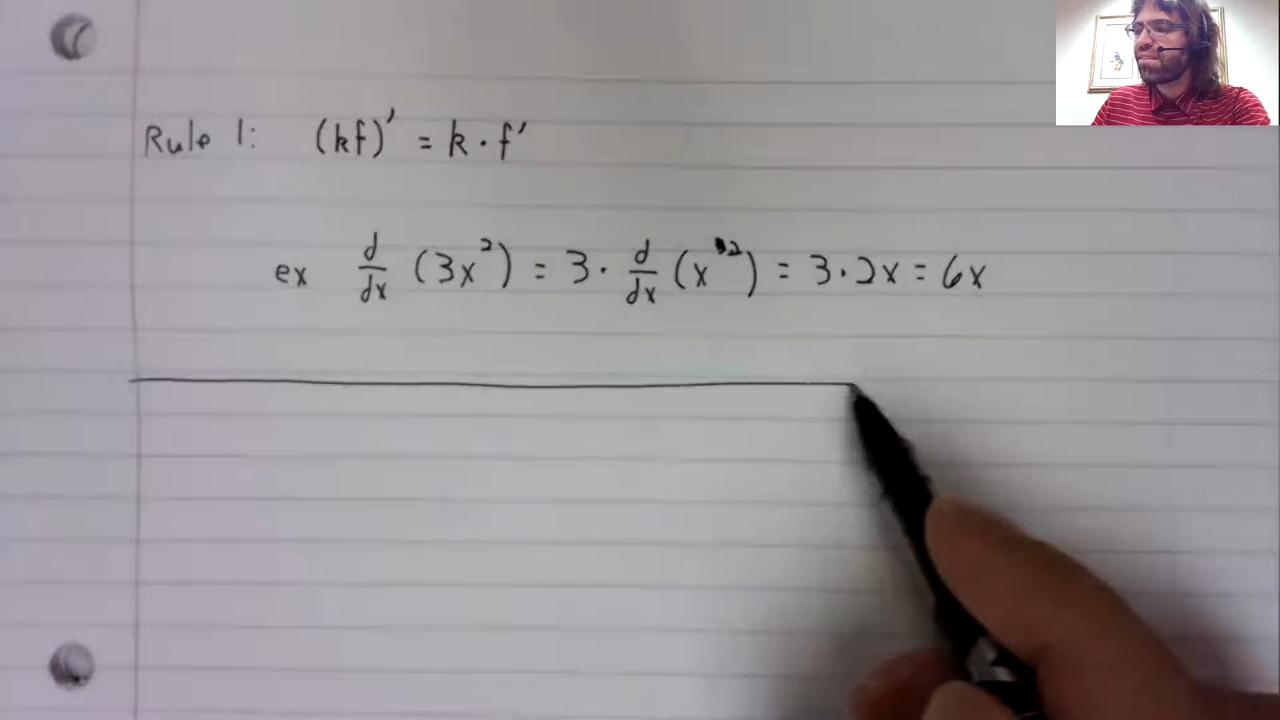 Rule 1: (kf)' = k · f'
ex d/dx (3x²) = 3 · d/dx (x²) = 3 · 2x = 6x